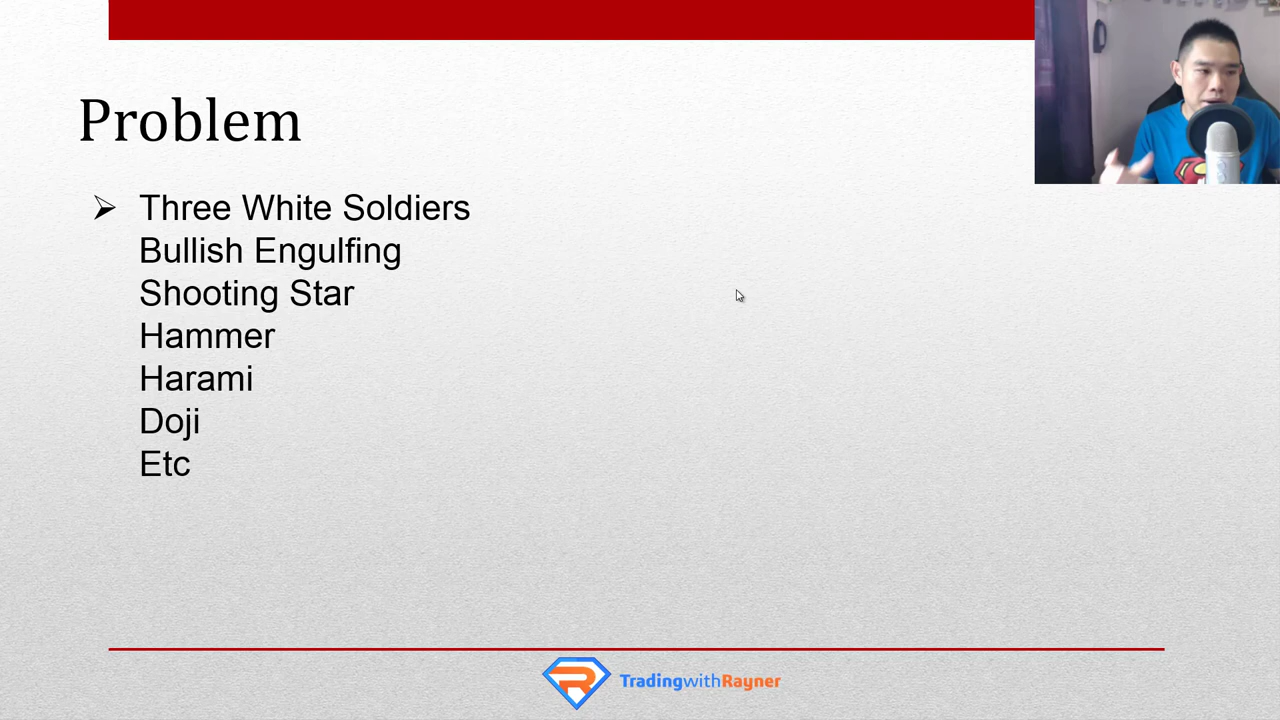 Problem
Three White Soldiers
Bullish Engulfing
Shooting Star
Hammer
Harami
Doji
Etc
TradingwithRayner